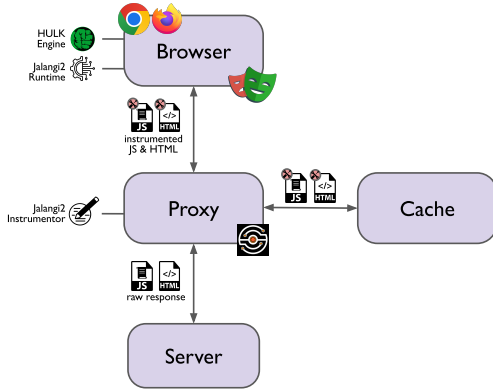 HULK
Engine
Jalangi2
Runtime
Browser
JS
</>
HTML
instrumented
JS & HTML
Jalangi2
Instrumentor
Proxy
JS
</>
HTML
Cache
JS
</>
HTML
raw response
Server